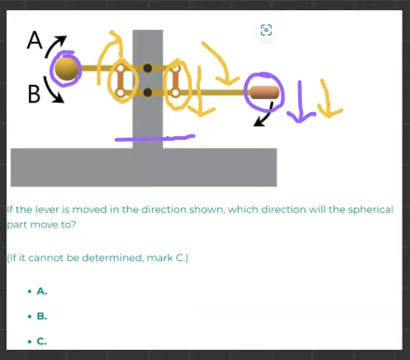 A
B
If the lever is moved in the direction shown, which direction will the spherical
part move to?
(If it cannot be determined, mark C.)
• A.
• B.
• C.